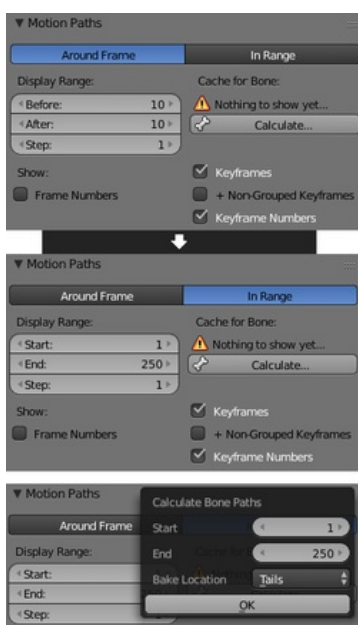 Motion Paths
Around Frame In Range
Display Range: Cache for Bone:
Before: 10 Nothing to show yet...
After: 10 Calculate...
Step: 1
Show: Keyframes
Frame Numbers + Non-Grouped Keyframes
Keyframe Numbers
Motion Paths
Around Frame In Range
Display Range: Cache for Bone:
Start: 1 Nothing to show yet...
End: 250 Calculate...
Step: 1
Show: Keyframes
Frame Numbers + Non-Grouped Keyframes
Keyframe Numbers
Motion Paths
Calculate Bone Paths
Around Frame Start 1
End 250
Display Range:
Start: Bake Location Tails
End:
OK
Step: